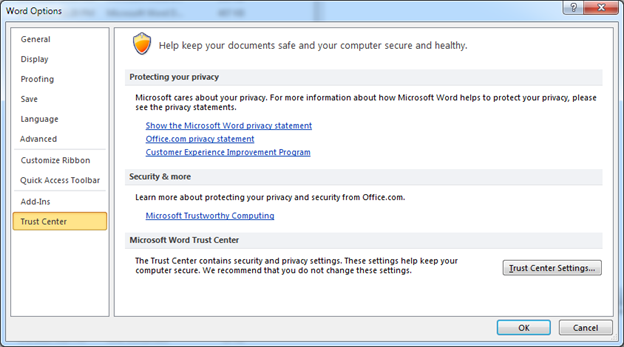 Word Options
General
Display
Proofing
Save
Language
Advanced
Customize Ribbon
Quick Access Toolbar
Add-Ins
Trust Center
Help keep your documents safe and your computer secure and healthy.
Protecting your privacy
Microsoft cares about your privacy. For more information about how Microsoft Word helps to protect your privacy, please
see the privacy statements.
Show the Microsoft Word privacy statement
Office.com privacy statement
Customer Experience Improvement Program
Security & more
Learn more about protecting your privacy and security from Office.com.
Microsoft Trustworthy Computing
Microsoft Word Trust Center
The Trust Center contains security and privacy settings. These settings help keep your
computer secure. We recommend that you do not change these settings.
Trust Center Settings...
OK
Cancel